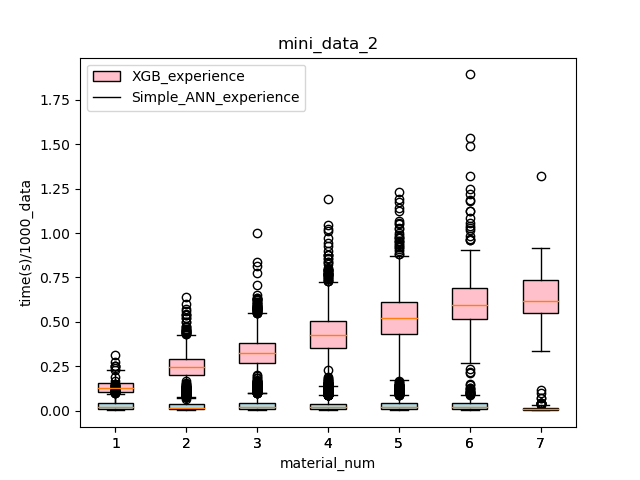 mini_data_2
XGB_experience
Simple_ANN_experience
time(s)/1000_data
1.75
1.50
1.25
1.00
0.75
0.50
0.25
0.00
1 2 3 4 5 6 7
material_num